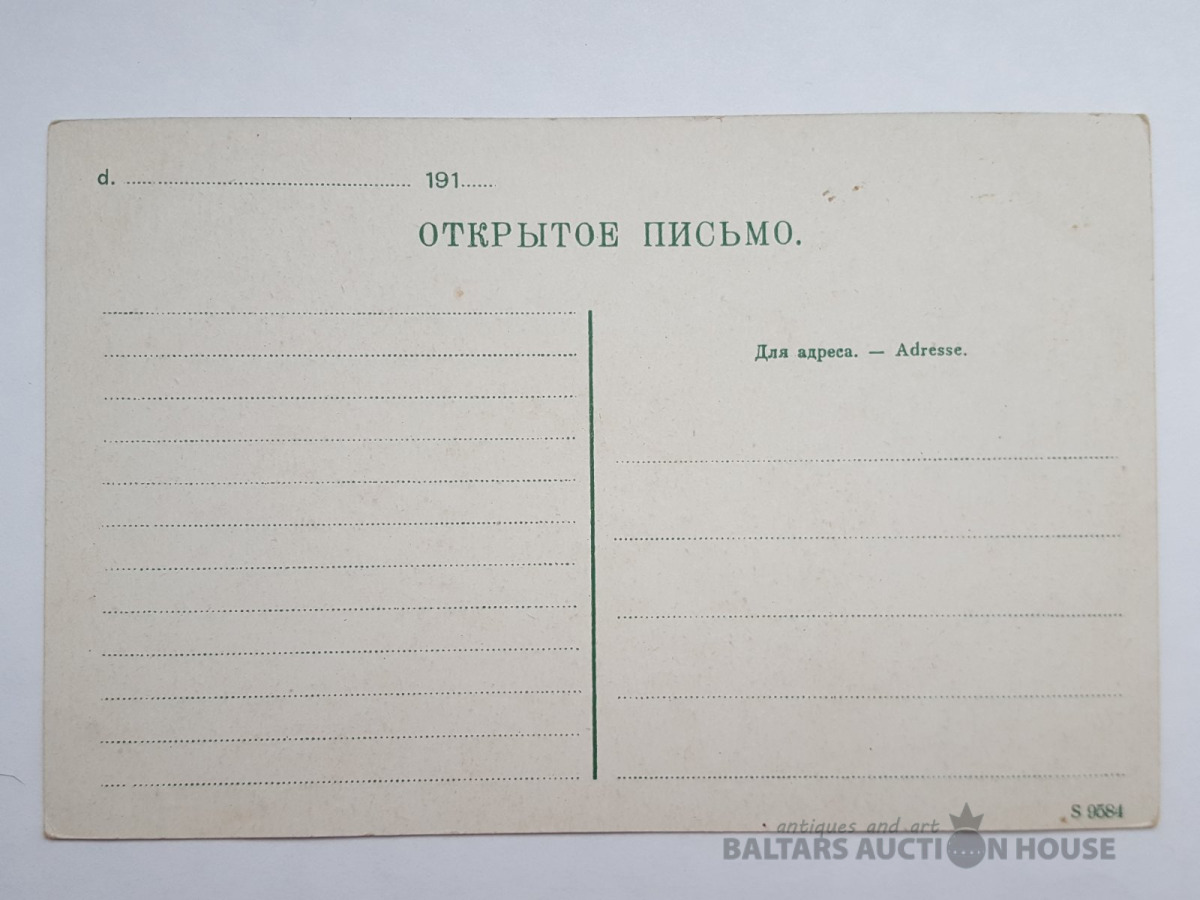 d. ........................................ 191......
ОТКРЫТОЕ ПИСЬМО.
Для адреса. — Adresse.
S 9584
antiques and art
BALTARS AUCTION HOUSE